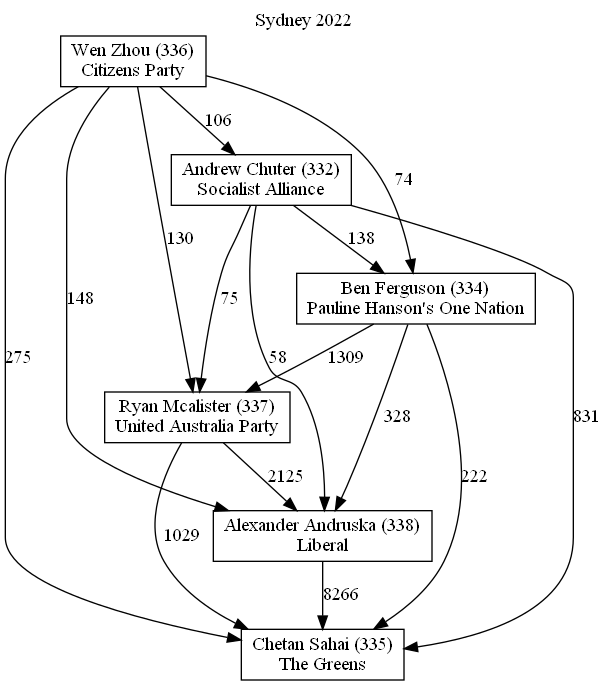 Sydney 2022
Wen Zhou (336)
Citizens Party
106
Andrew Chuter (332)
Socialist Alliance
74
130
138
Ben Ferguson (334)
Pauline Hanson's One Nation
148
75
275
58
1309
Ryan Mcalister (337)
United Australia Party
328
831
2125
222
Alexander Andruska (338)
Liberal
1029
8266
Chetan Sahai (335)
The Greens